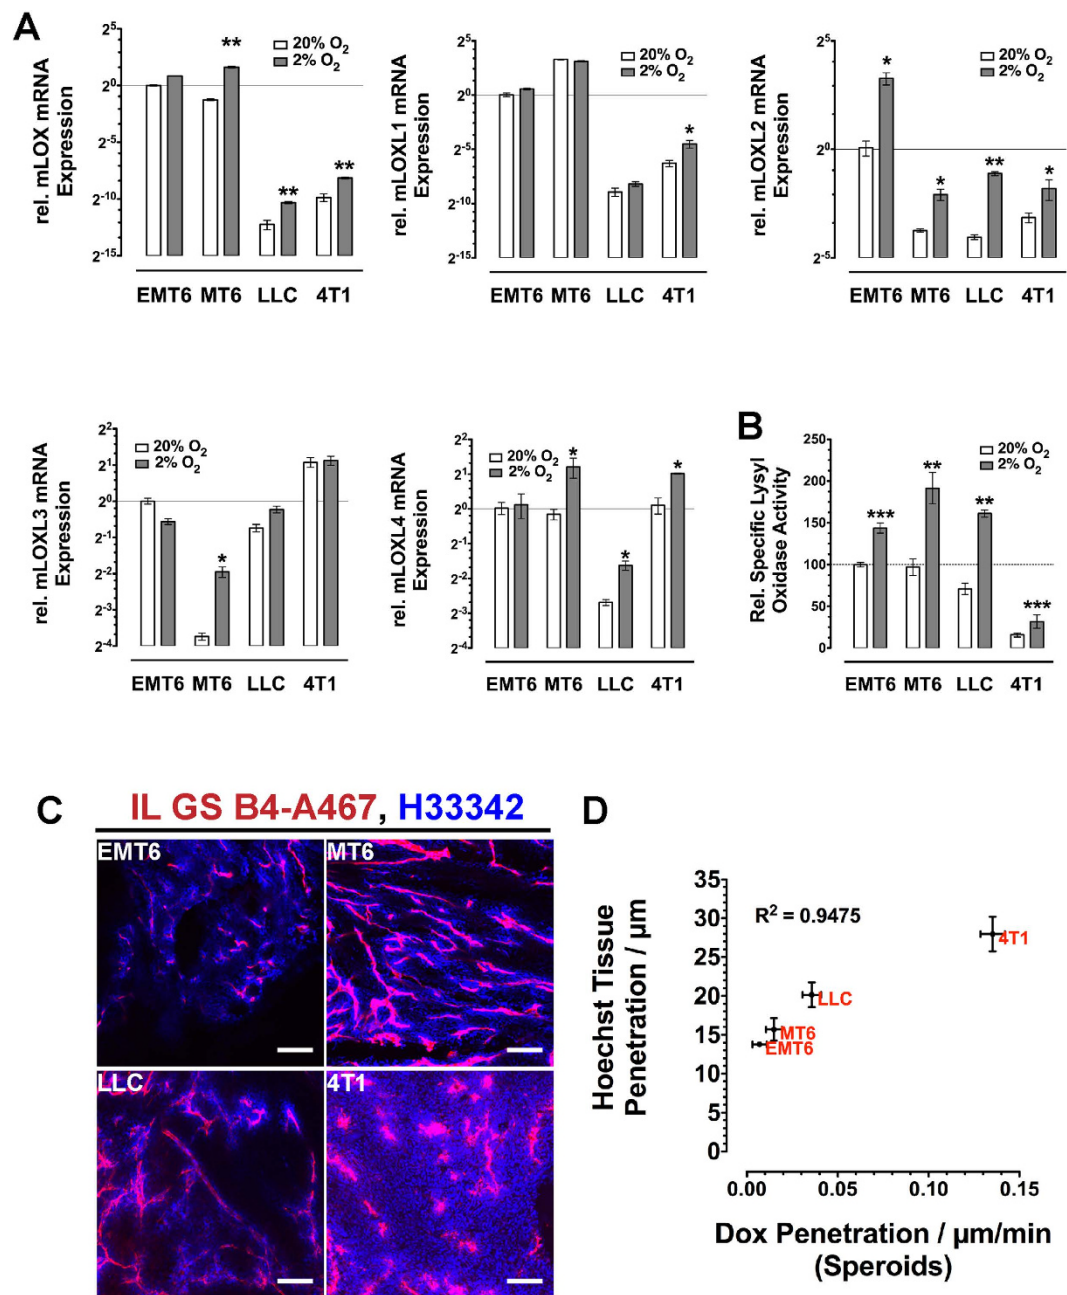 A
rel. mLOX mRNA
Expression
2^5
2^0
2^-5
2^-10
2^-15
20% O₂
2% O₂
**
**
**
EMT6 MT6 LLC 4T1
rel. mLOXL1 mRNA
Expression
2^5
2^0
2^-5
2^-10
2^-15
20% O₂
2% O₂
*
EMT6 MT6 LLC 4T1
rel. mLOXL2 mRNA
Expression
2^5
2^0
2^-5
20% O₂
2% O₂
*
*
**
*
EMT6 MT6 LLC 4T1
rel. mLOXL3 mRNA
Expression
2^2
2^1
2^0
2^-1
2^-2
2^-3
2^-4
20% O₂
2% O₂
*
EMT6 MT6 LLC 4T1
rel. mLOXL4 mRNA
Expression
2^2
2^1
2^0
2^-1
2^-2
2^-3
2^-4
20% O₂
2% O₂
*
*
*
EMT6 MT6 LLC 4T1
B
Rel. Specific Lysyl
Oxidase Activity
250
200
150
100
50
0
20% O₂
2% O₂
***
**
**
***
EMT6 MT6 LLC 4T1
C
IL GS B4-A467, H33342
EMT6
MT6
LLC
4T1
D
Hoechst Tissue
Penetration / µm
35
30
25
20
15
10
5
0
R² = 0.9475
4T1
LLC
MT6
EMT6
0.00 0.05 0.10 0.15
Dox Penetration / µm/min
(Speroids)